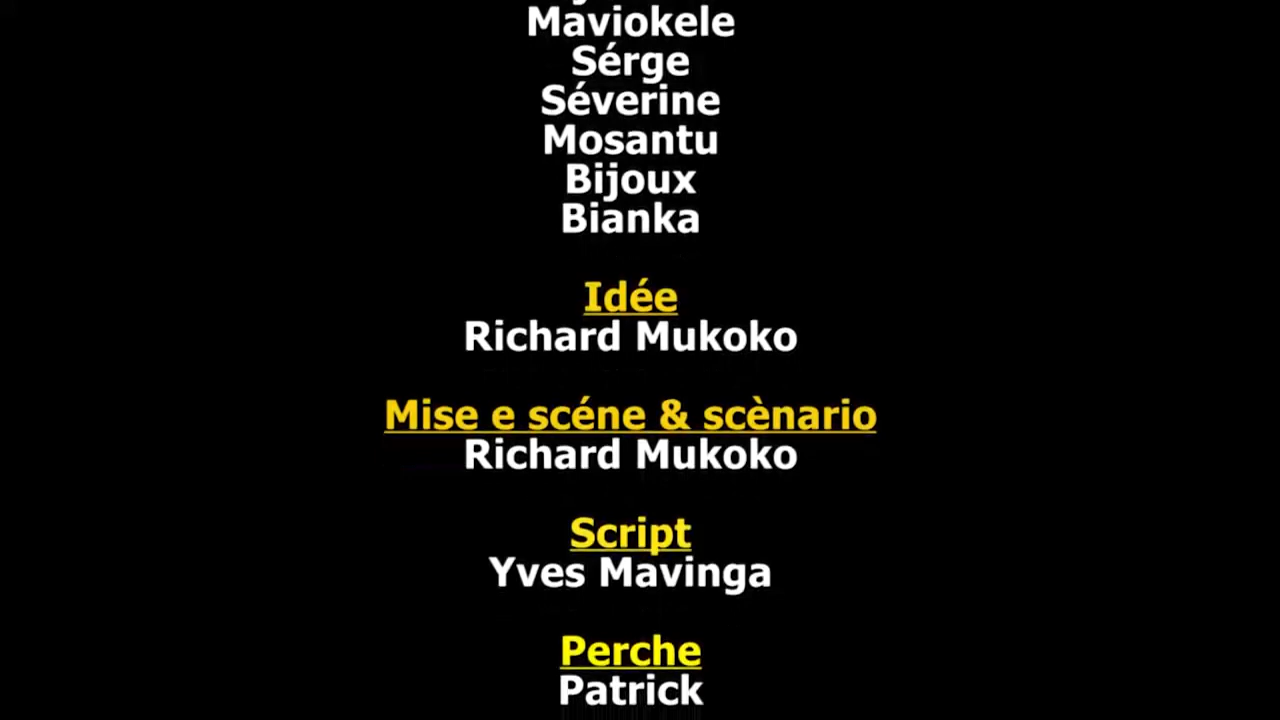 Maviokele
Sérge
Séverine
Mosantu
Bijoux
Bianka
Idée
Richard Mukoko
Mise e scéne & scènario
Richard Mukoko
Script
Yves Mavinga
Perche
Patrick